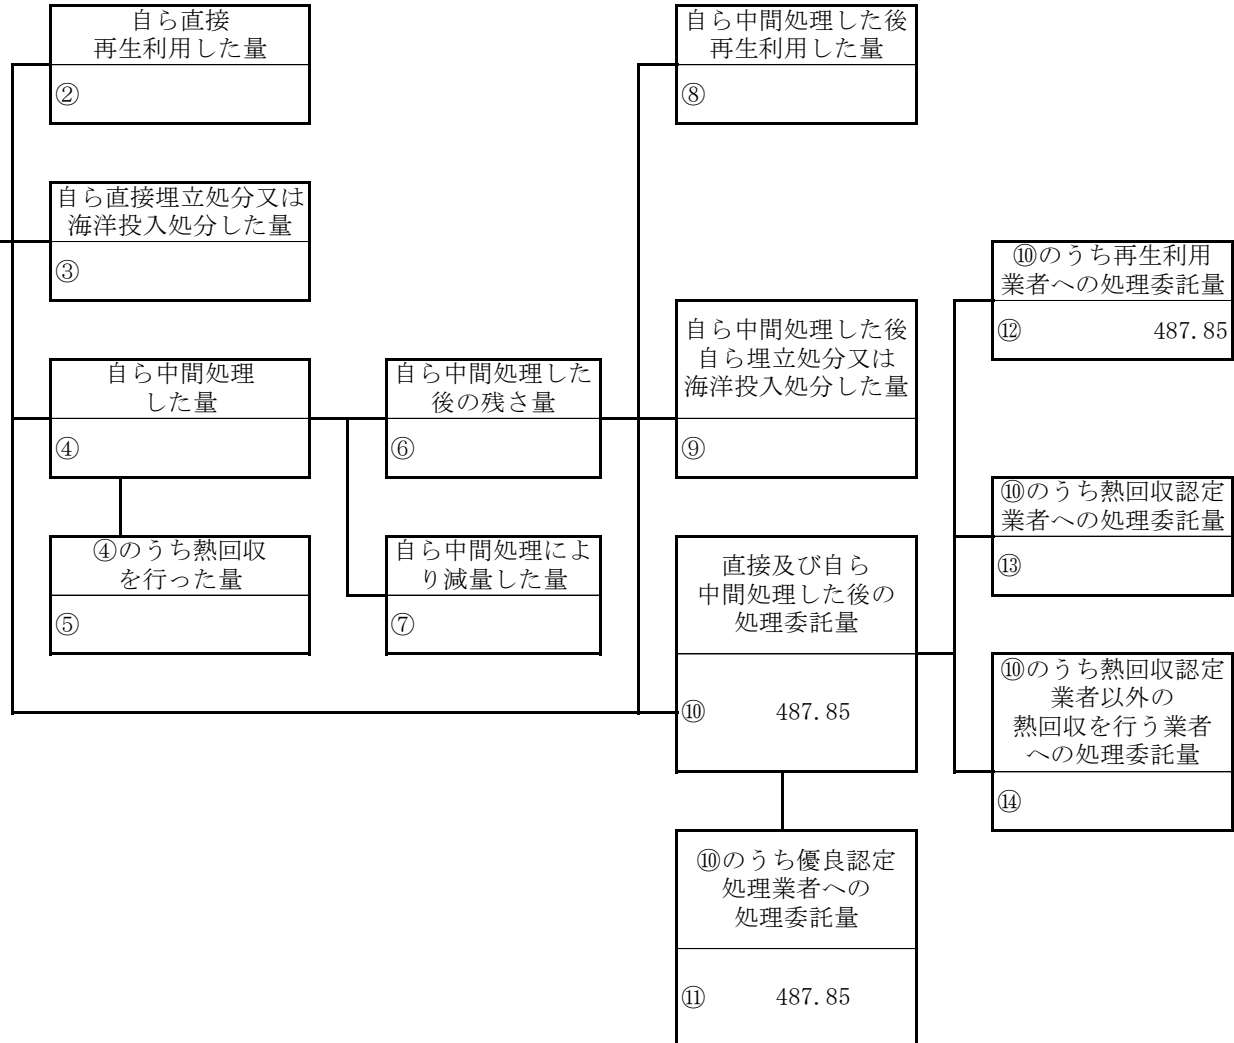 自ら直接
再生利用した量
②
自ら中間処理した後
再生利用した量
⑧
自ら直接埋立処分又は
海洋投入処分した量
③
⑩のうち再生利用
業者への処理委託量
⑫ 487.85
自ら中間処理した後
自ら埋立処分又は
海洋投入処分した量
⑨
自ら中間処理
した量
④
自ら中間処理した
後の残さ量
⑥
⑩のうち熱回収認定
業者への処理委託量
⑬
④のうち熱回収
を行った量
⑤
自ら中間処理によ
り減量した量
⑦
直接及び自ら
中間処理した後の
処理委託量
⑩ 487.85
⑩のうち熱回収認定
業者以外の
熱回収を行う業者
への処理委託量
⑭
⑩のうち優良認定
処理業者への
処理委託量
⑪ 487.85